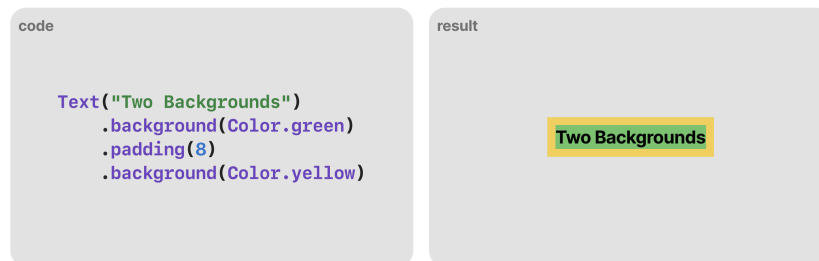 code
Text("Two Backgrounds")
.background(Color.green)
.padding(8)
.background(Color.yellow)
result
Two Backgrounds